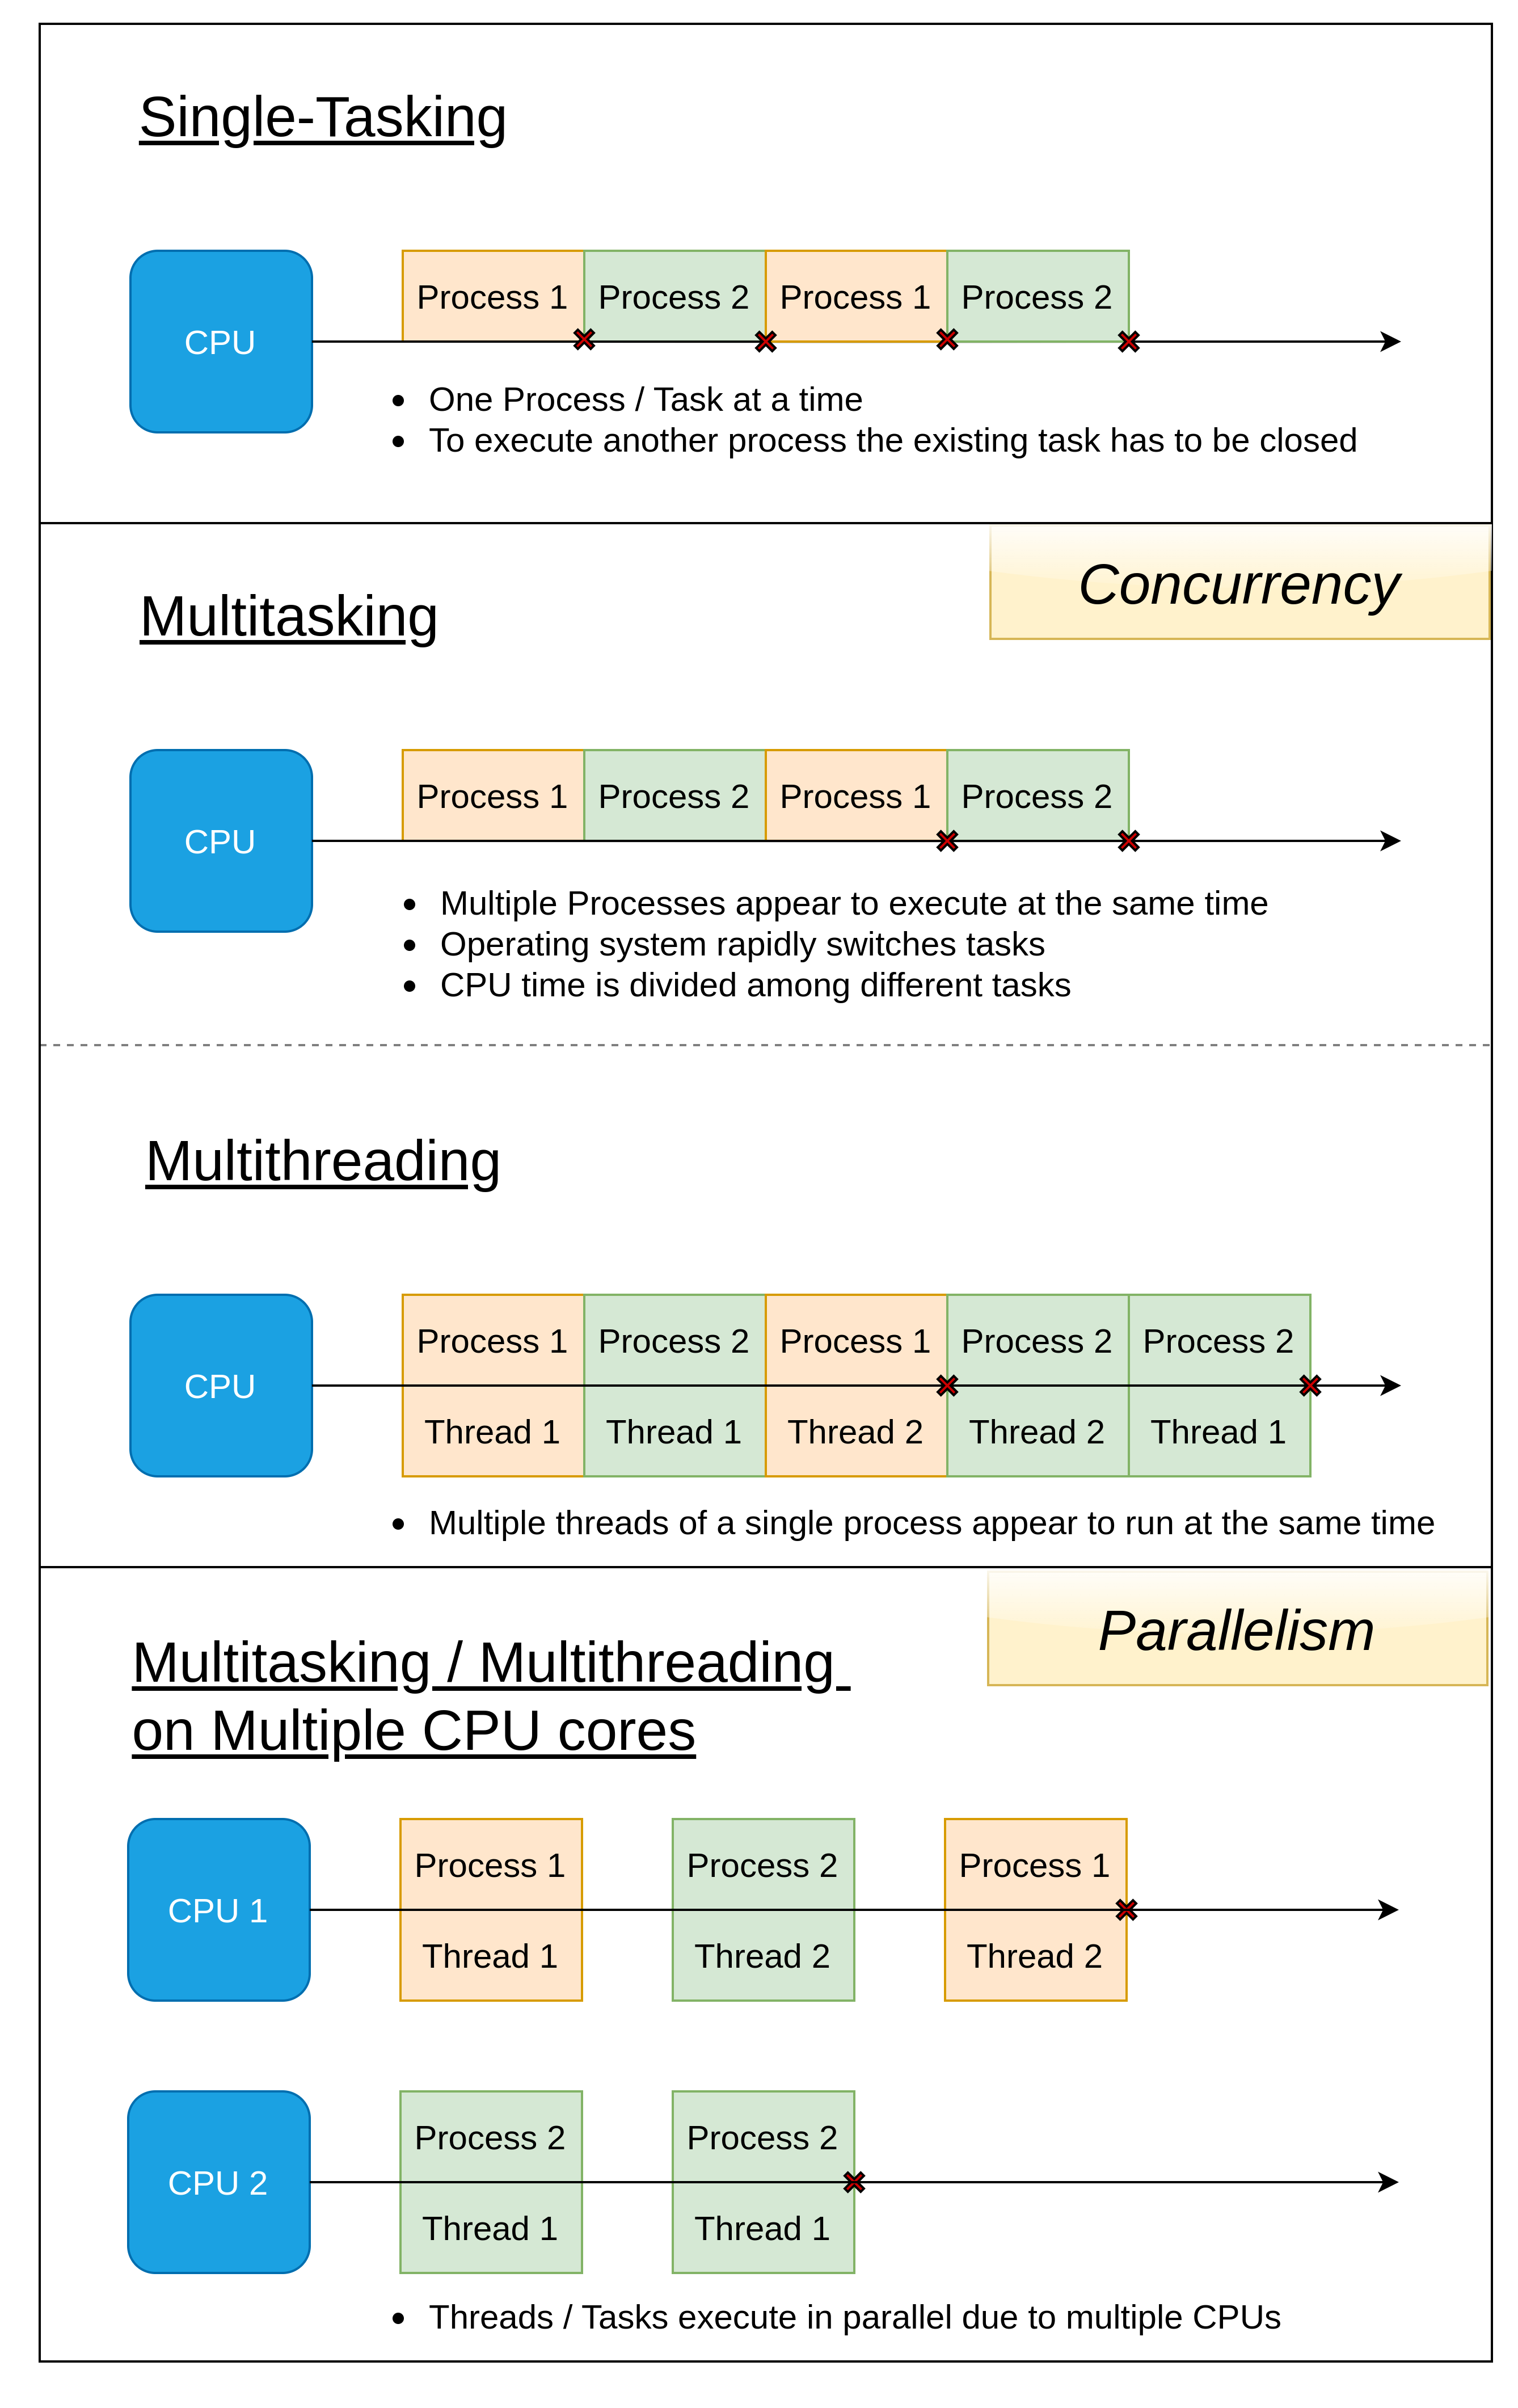 Single-Tasking
CPU
Process 1 Process 2 Process 1 Process 2
One Process / Task at a time
To execute another process the existing task has to be closed
Concurrency
Multitasking
CPU
Process 1 Process 2 Process 1 Process 2
Multiple Processes appear to execute at the same time
Operating system rapidly switches tasks
CPU time is divided among different tasks
Multithreading
CPU
Process 1 Process 2 Process 1 Process 2 Process 2
Thread 1 Thread 1 Thread 2 Thread 2 Thread 1
Multiple threads of a single process appear to run at the same time
Parallelism
Multitasking / Multithreading
on Multiple CPU cores
CPU 1
Process 1 Process 2 Process 1
Thread 1 Thread 2 Thread 2
CPU 2
Process 2 Process 2
Thread 1 Thread 1
Threads / Tasks execute in parallel due to multiple CPUs